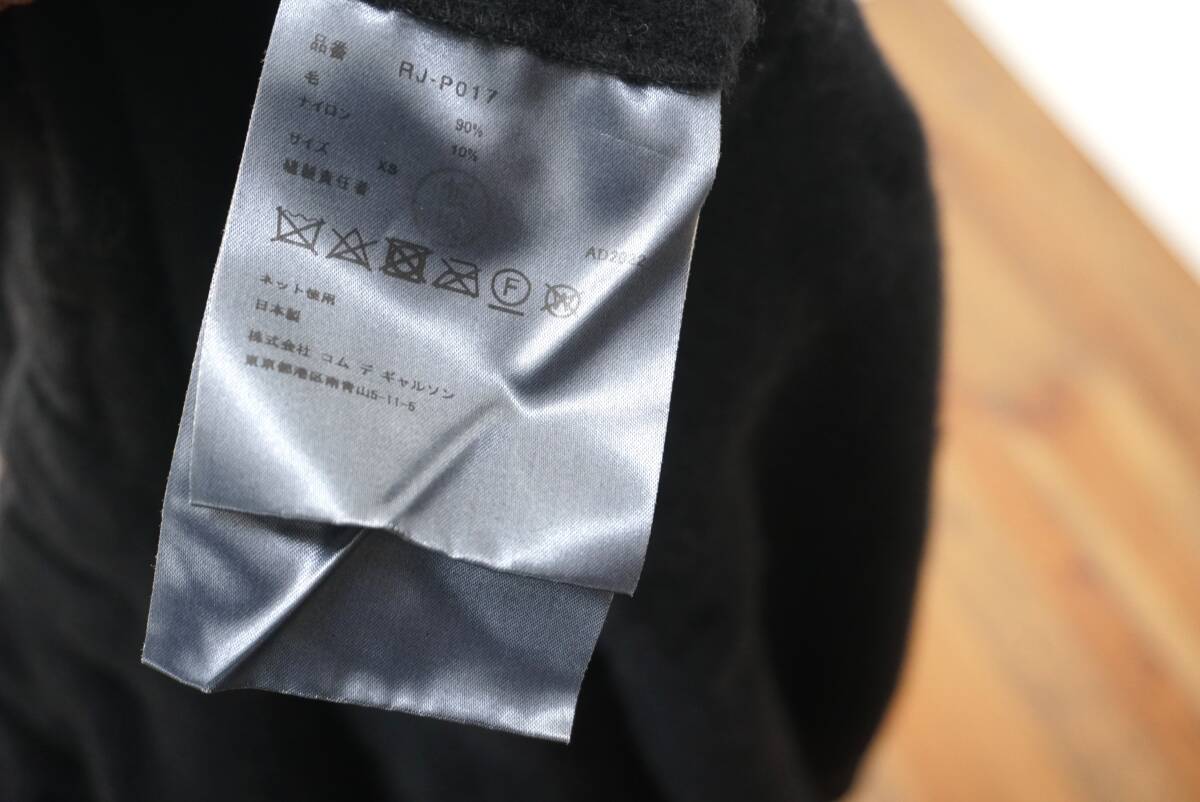 品番 RJ-P017
毛 90%
ナイロン 10%
サイズ XS
縫製責任者
AD2022
F
W
ネット使用
日本製
株式会社 コム デ ギャルソン
東京都港区南青山5-11-5